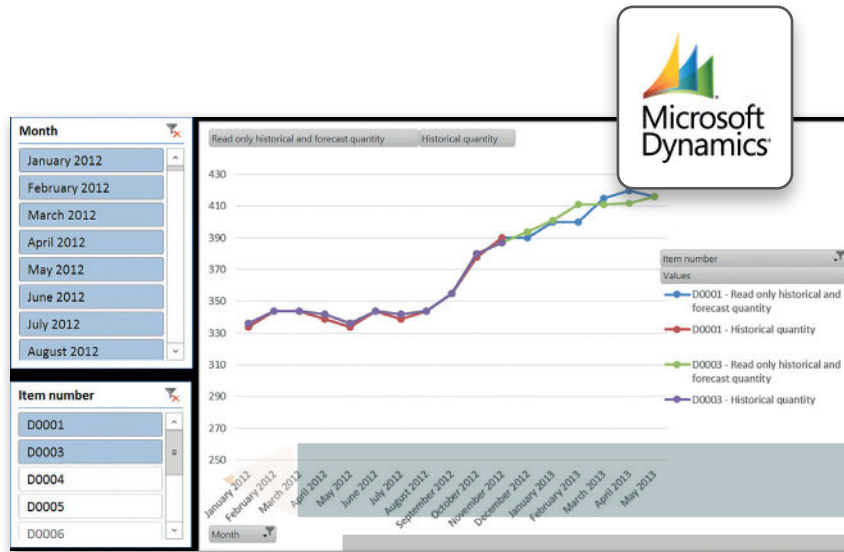 Microsoft
Dynamics
Month
January 2012
February 2012
March 2012
April 2012
May 2012
June 2012
July 2012
August 2012
Item number
D0001
D0003
D0004
D0005
D0006
Read only historical and forecast quantity
Historical quantity
430
410
390
370
350
330
310
290
270
250
January 2012
February 2012
March 2012
April 2012
May 2012
June 2012
July 2012
August 2012
September 2012
October 2012
November 2012
December 2012
January 2013
February 2013
March 2013
April 2013
May 2013
Month
Item number
Values
D0001 - Read only historical and
forecast quantity
D0001 - Historical quantity
D0003 - Read only historical and
forecast quantity
D0003 - Historical quantity